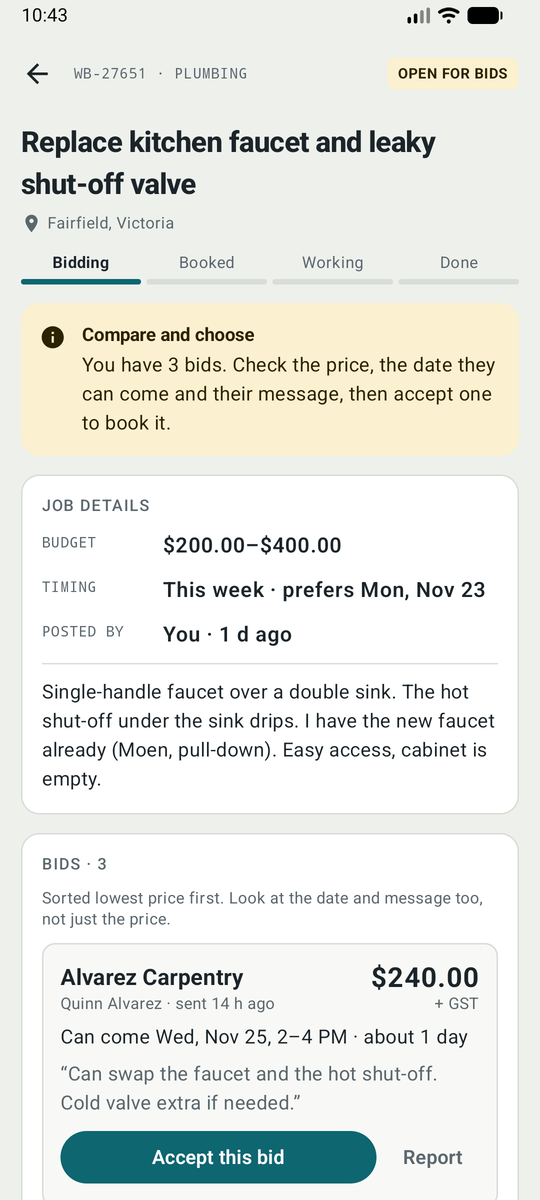 10:43
WB-27651 · PLUMBING
OPEN FOR BIDS
Replace kitchen faucet and leaky
shut-off valve
Fairfield, Victoria
Bidding
Booked
Working
Done
Compare and choose
You have 3 bids. Check the price, the date they
can come and their message, then accept one
to book it.
JOB DETAILS
BUDGET
$200.00–$400.00
TIMING
This week · prefers Mon, Nov 23
POSTED BY
You · 1 d ago
Single-handle faucet over a double sink. The hot
shut-off under the sink drips. I have the new faucet
already (Moen, pull-down). Easy access, cabinet is
empty.
BIDS · 3
Sorted lowest price first. Look at the date and message too,
not just the price.
Alvarez Carpentry
$240.00
Quinn Alvarez · sent 14 h ago
+ GST
Can come Wed, Nov 25, 2–4 PM · about 1 day
“Can swap the faucet and the hot shut-off.
Cold valve extra if needed.”
Accept this bid
Report